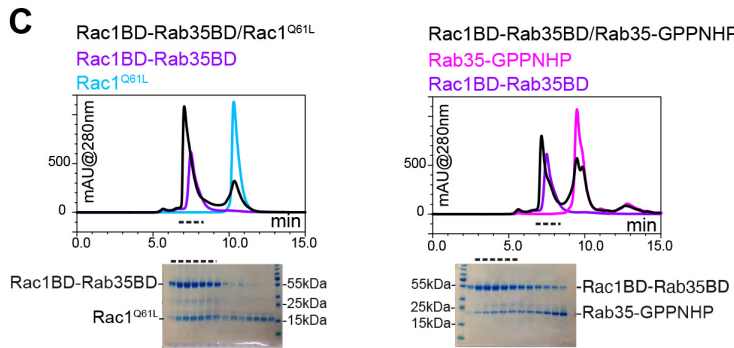 C
Rac1BD-Rab35BD/Rac1Q61L
Rac1BD-Rab35BD
Rac1Q61L
mAU@280nm
500
0
min
0.0 5.0 10.0 15.0
Rac1BD-Rab35BD
Rac1Q61L
55kDa
25kDa
15kDa
Rac1BD-Rab35BD/Rab35-GPPNHP
Rab35-GPPNHP
Rac1BD-Rab35BD
mAU@280nm
500
0
min
0.0 5.0 10.0 15.0
55kDa
25kDa
15kDa
Rac1BD-Rab35BD
Rab35-GPPNHP